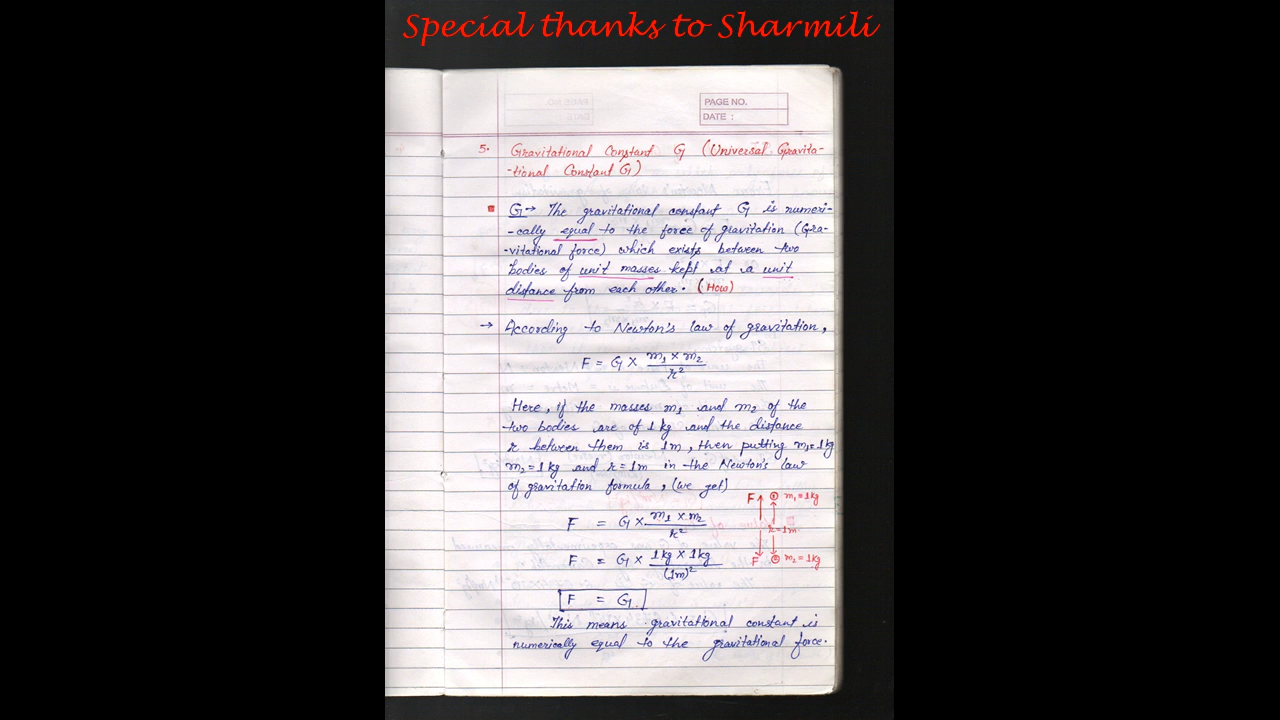 Special thanks to Sharmili
PAGE NO.
DATE :
5. Gravitational Constant G (Universal Gravita-
-tional Constant G)
G → The gravitational constant G is numeri-
-cally equal to the force of gravitation (Gra-
-vitational force) which exists between two
bodies of unit masses kept at a unit
distance from each other. (How)
→ According to Newton's law of gravitation,
F = G × m₁ × m₂ / r²
Here, if the masses m₁ and m₂ of the
two bodies are of 1 kg and the distance
r between them is 1m, then putting m₁=1kg
m₂=1kg and r=1m in the Newton's law
of gravitation formula, (we get)
F = G × m₁ × m₂ / r²
F = G × 1kg × 1kg / (1m)²
F = G
F m₁=1kg
r=1m
F m₂=1kg
This means gravitational constant is
numerically equal to the gravitational force.